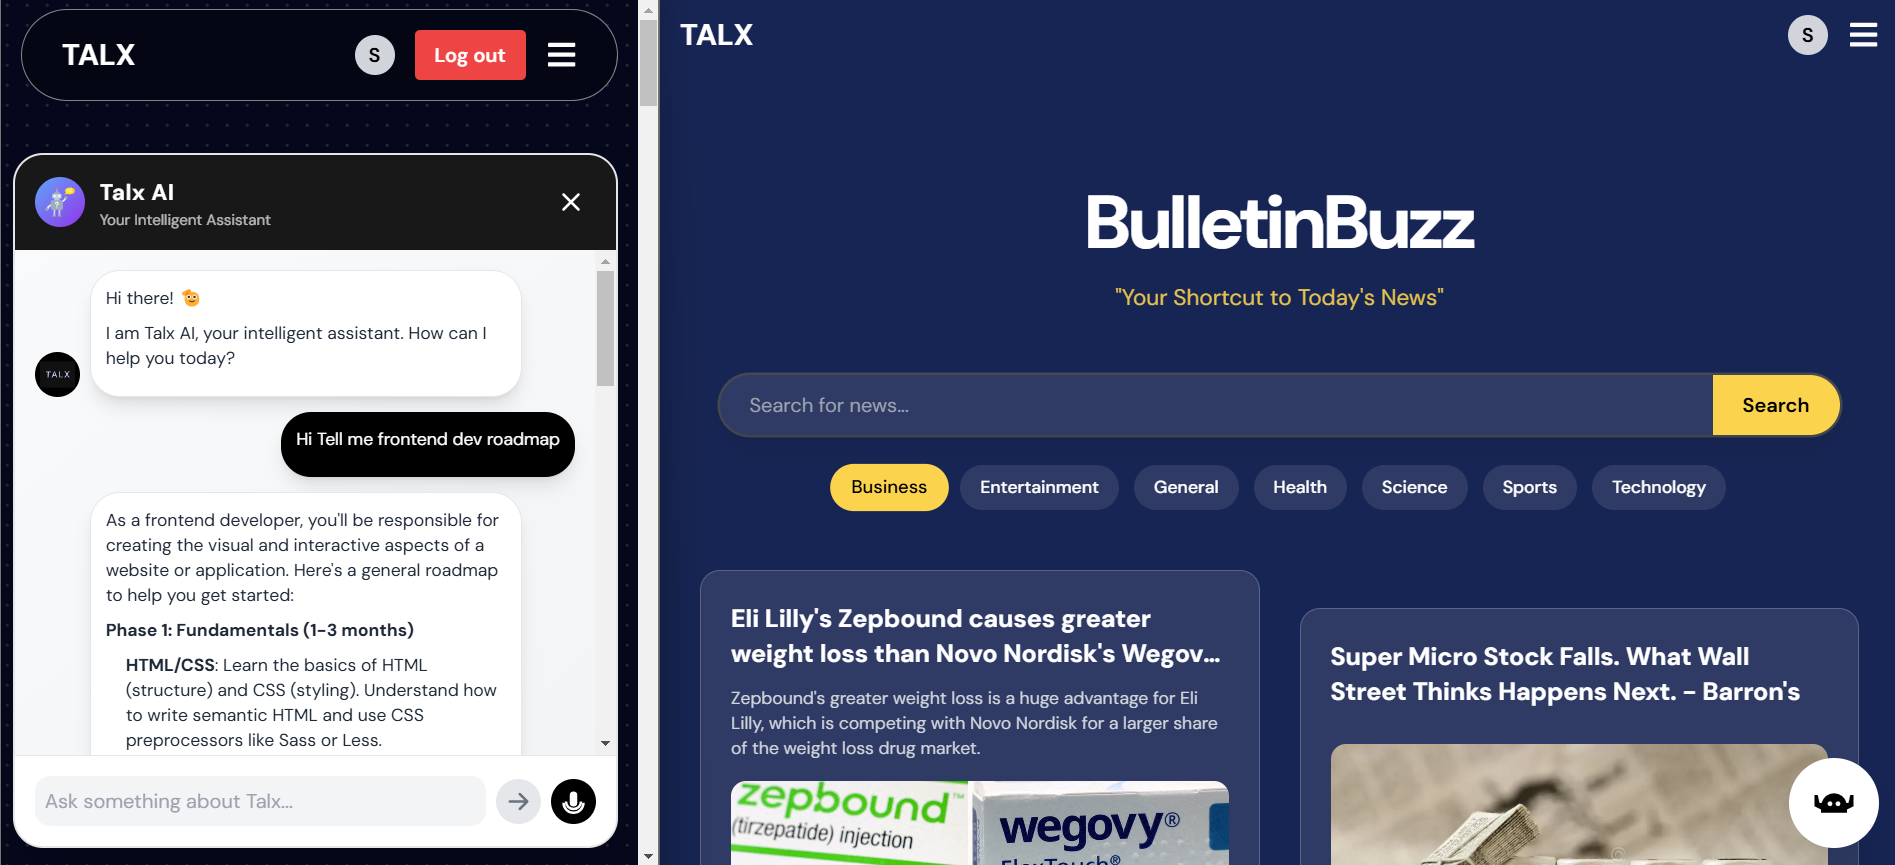 TALX
S
Log out
Talx AI
Your Intelligent Assistant
Hi there!
I am Talx AI, your intelligent assistant. How can I
help you today?
TALX
Hi Tell me frontend dev roadmap
As a frontend developer, you'll be responsible for
creating the visual and interactive aspects of a
website or application. Here's a general roadmap
to help you get started:
Phase 1: Fundamentals (1-3 months)
HTML/CSS: Learn the basics of HTML
(structure) and CSS (styling). Understand how
to write semantic HTML and use CSS
preprocessors like Sass or Less.
Ask something about Talx...
TALX
S
BulletinBuzz
"Your Shortcut to Today's News"
Search for news...
Search
Business
Entertainment
General
Health
Science
Sports
Technology
Eli Lilly's Zepbound causes greater
weight loss than Novo Nordisk's Wegov...
Zepbound's greater weight loss is a huge advantage for Eli
Lilly, which is competing with Novo Nordisk for a larger share
of the weight loss drug market.
zepbound™
(tirzepatide) injection
wegovy®
FlexTouch®
Super Micro Stock Falls. What Wall
Street Thinks Happens Next. - Barron's